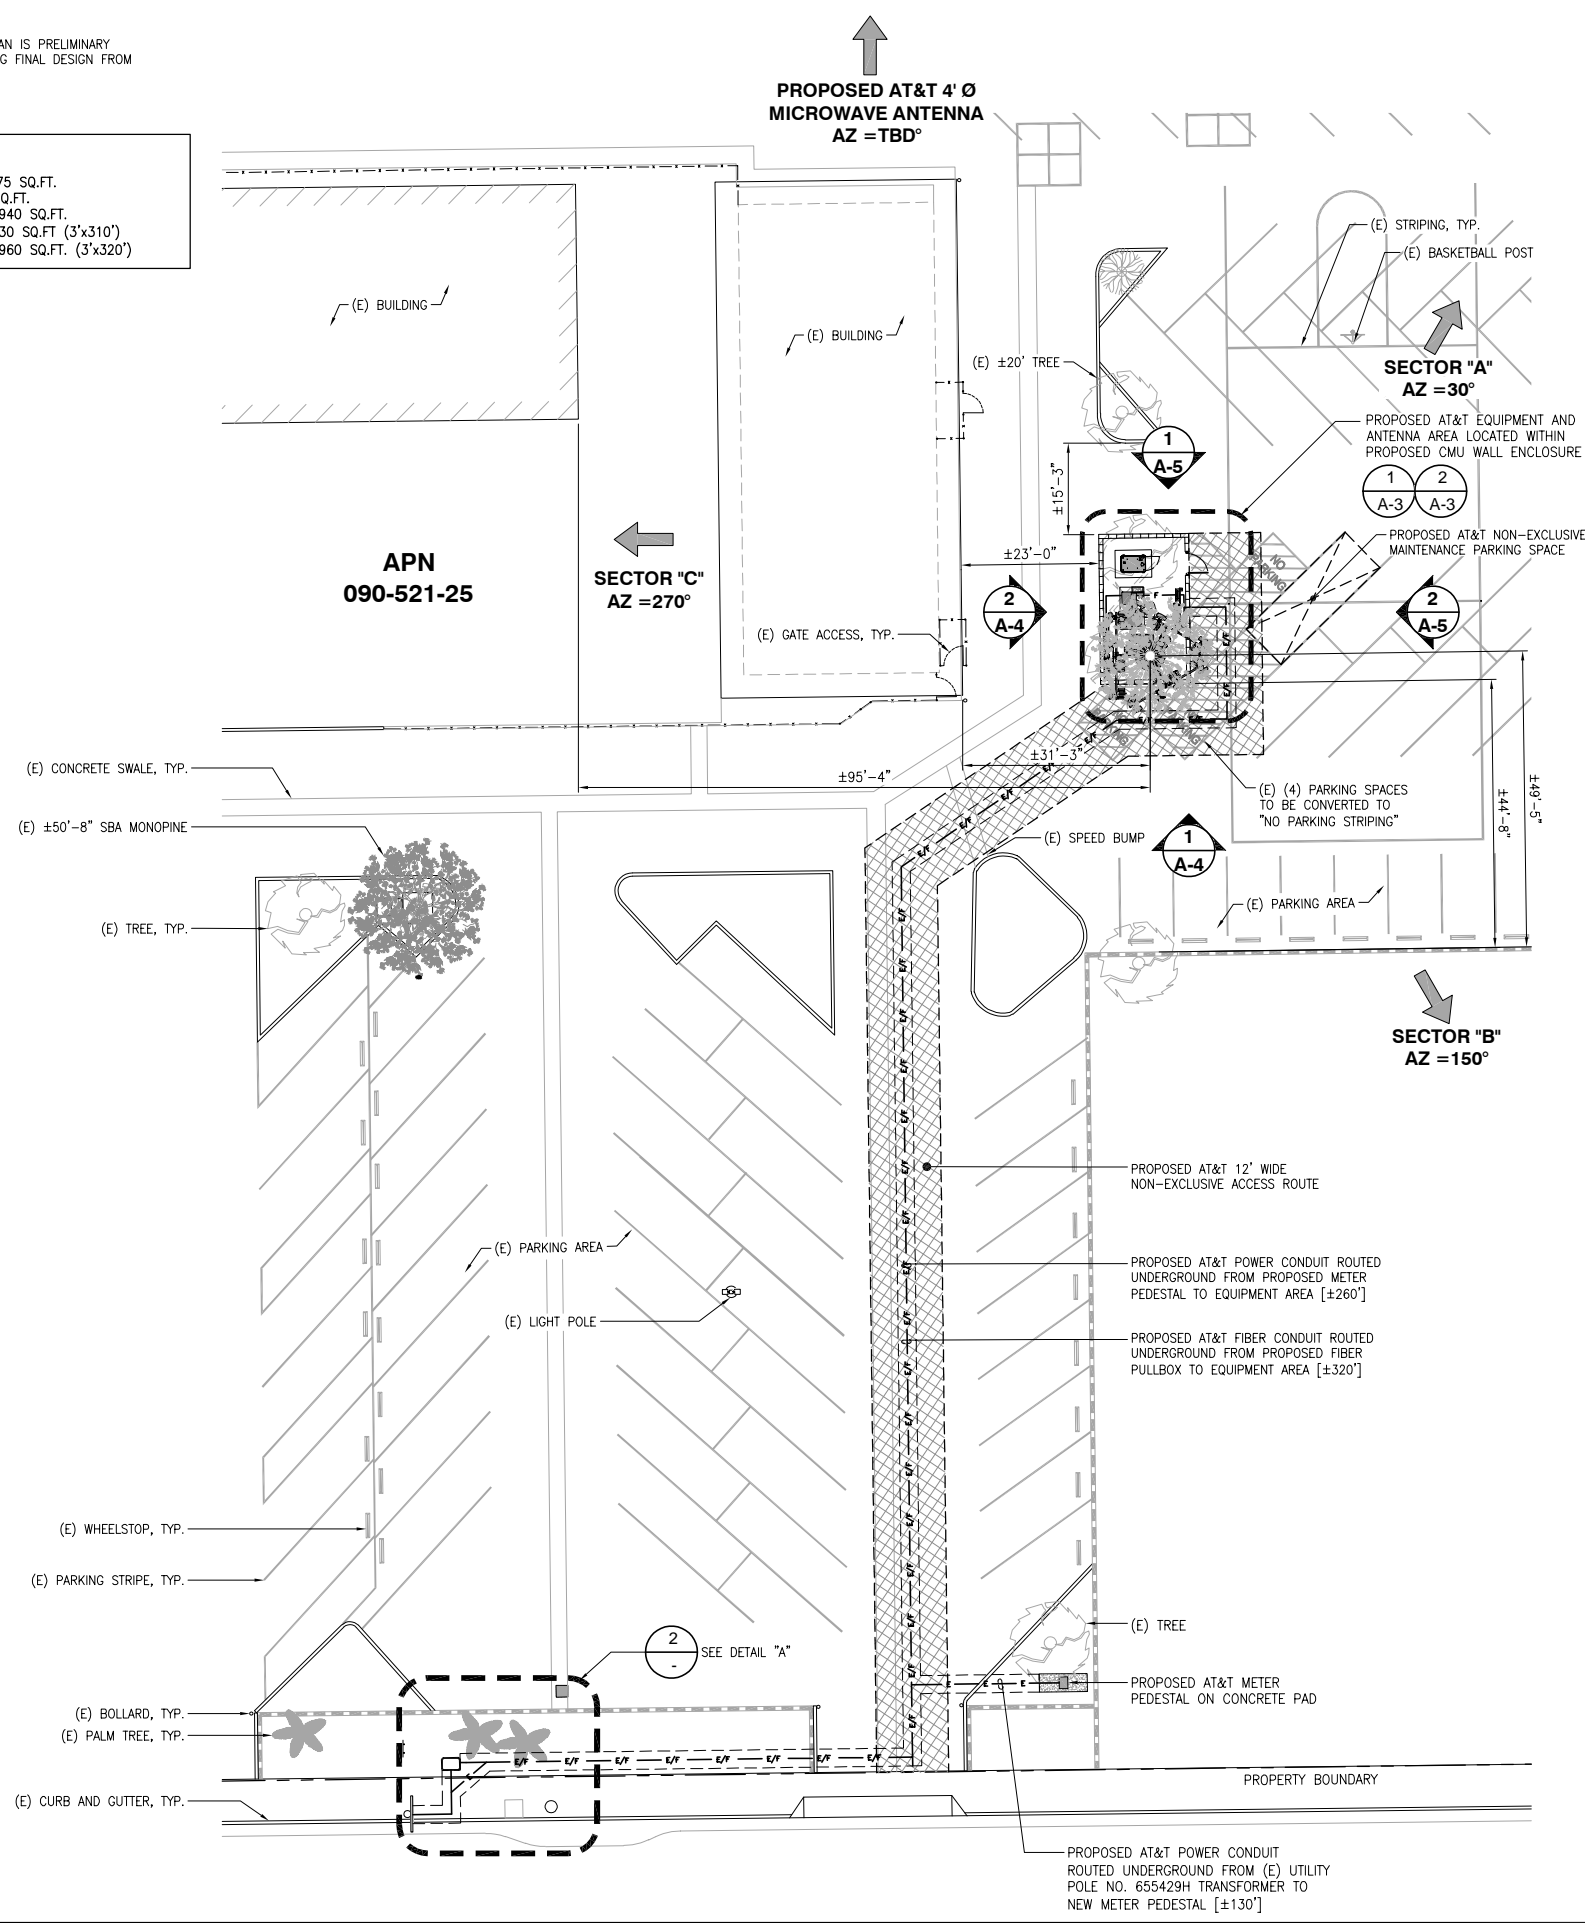 AN IS PRELIMINARY
G FINAL DESIGN FROM
75 SQ.FT.
Q.FT.
940 SQ.FT.
30 SQ.FT (3'x310')
960 SQ.FT. (3'x320')
PROPOSED AT&T 4' Ø
MICROWAVE ANTENNA
AZ =TBD°
(E) STRIPING, TYP.
(E) BASKETBALL POST
(E) BUILDING
(E) BUILDING
(E) ±20' TREE
SECTOR "A"
AZ =30°
PROPOSED AT&T EQUIPMENT AND
ANTENNA AREA LOCATED WITHIN
PROPOSED CMU WALL ENCLOSURE
1
A-5
1
A-3
2
A-3
±15'-3"
PROPOSED AT&T NON-EXCLUSIVE
MAINTENANCE PARKING SPACE
APN
090-521-25
SECTOR "C"
AZ =270°
±23'-0"
NO
PARKING
2
A-4
2
A-5
(E) GATE ACCESS, TYP.
F
E/F
E/F
E/F
±31'-3"
±95'-4"
(E) CONCRETE SWALE, TYP.
(E) (4) PARKING SPACES
TO BE CONVERTED TO
"NO PARKING STRIPING"
±44'-8"
±49'-5"
(E) ±50'-8" SBA MONOPINE
(E) SPEED BUMP
1
A-4
(E) TREE, TYP.
(E) PARKING AREA
SECTOR "B"
AZ =150°
PROPOSED AT&T 12' WIDE
NON-EXCLUSIVE ACCESS ROUTE
(E) PARKING AREA
PROPOSED AT&T POWER CONDUIT ROUTED
UNDERGROUND FROM PROPOSED METER
PEDESTAL TO EQUIPMENT AREA [±260']
(E) LIGHT POLE
PROPOSED AT&T FIBER CONDUIT ROUTED
UNDERGROUND FROM PROPOSED FIBER
PULLBOX TO EQUIPMENT AREA [±320']
(E) WHEELSTOP, TYP.
(E) PARKING STRIPE, TYP.
(E) TREE
2
-
SEE DETAIL "A"
PROPOSED AT&T METER
PEDESTAL ON CONCRETE PAD
E E E
(E) BOLLARD, TYP.
(E) PALM TREE, TYP.
E/F E/F E/F E/F E/F E/F E/F E/F
PROPERTY BOUNDARY
(E) CURB AND GUTTER, TYP.
PROPOSED AT&T POWER CONDUIT
ROUTED UNDERGROUND FROM (E) UTILITY
POLE NO. 655429H TRANSFORMER TO
NEW METER PEDESTAL [±130']